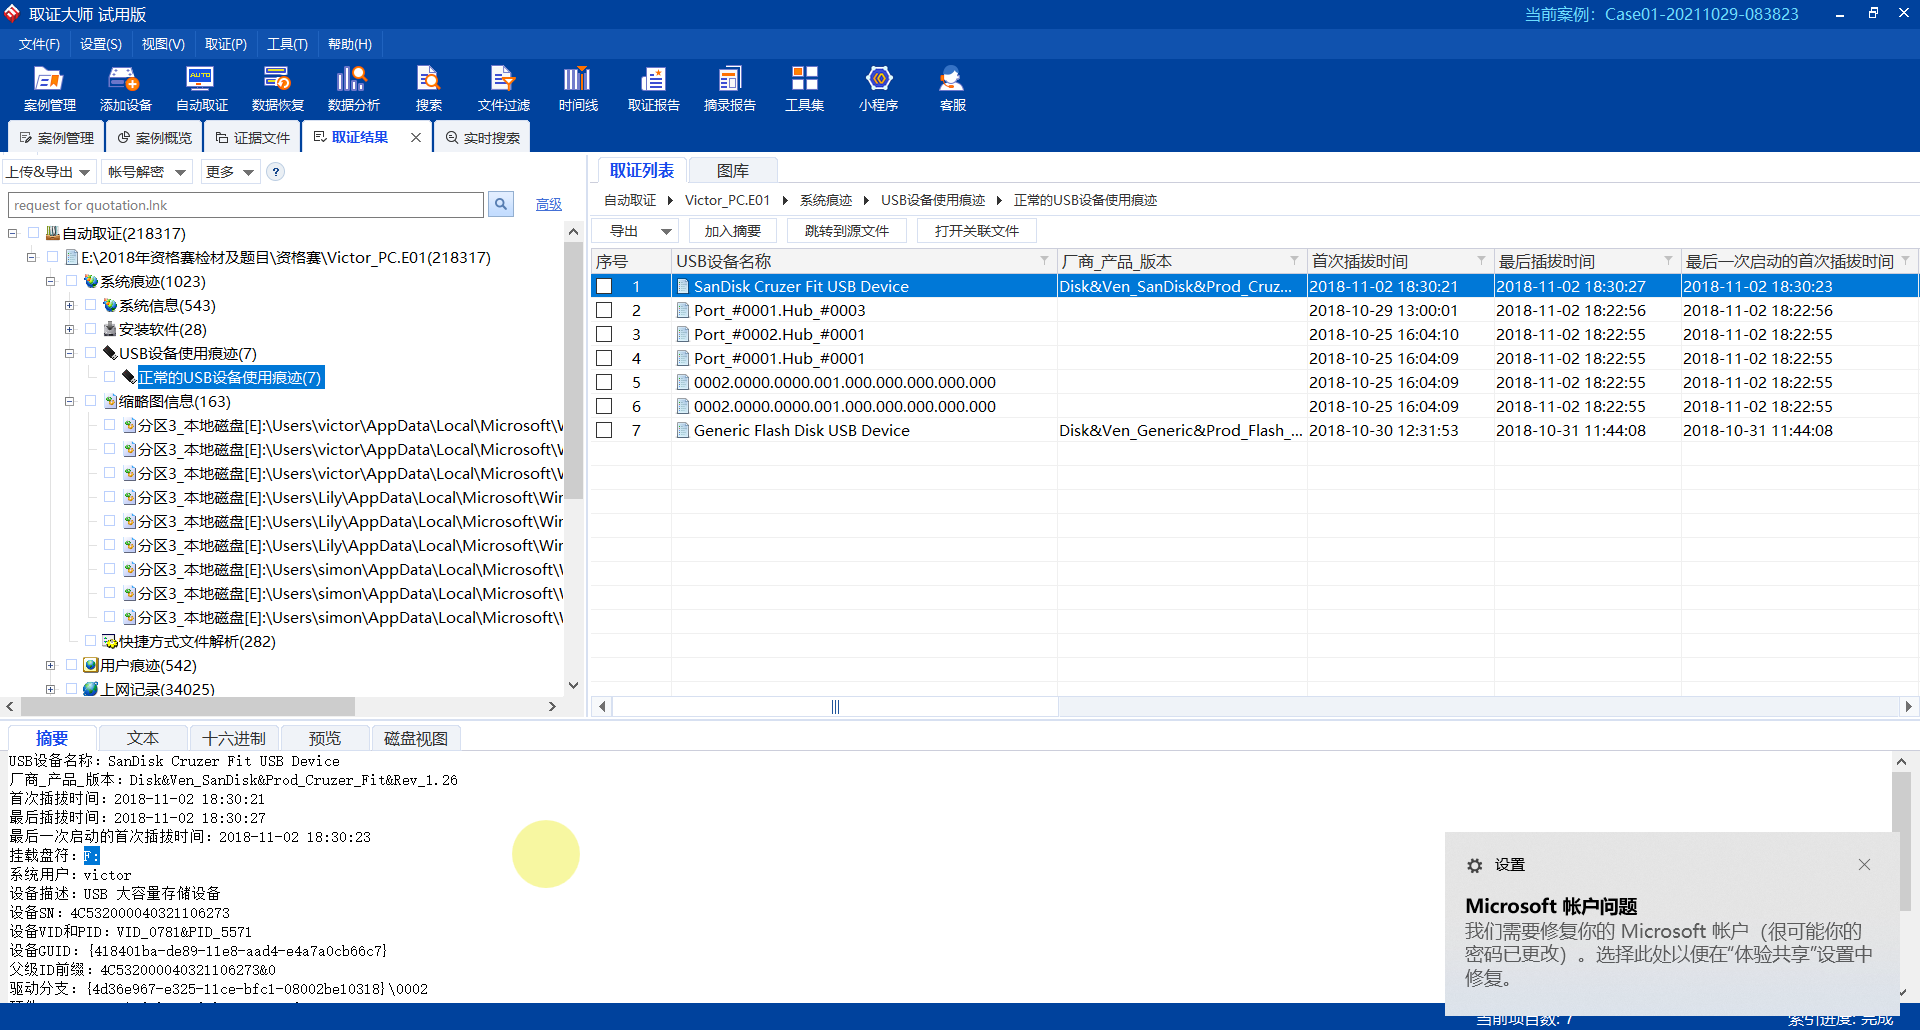 取证大师 试用版
当前案例：Case01-20211029-083823
文件(F) 设置(S) 视图(V) 取证(P) 工具(T) 帮助(H)
案例管理 添加设备 自动取证 数据恢复 数据分析 搜索 文件过滤 时间线 取证报告 摘录报告 工具集 小程序 客服
案例管理 案例概览 证据文件 取证结果 实时搜索
上传&导出 帐号解密 更多 ?
request for quotation.lnk 高级
自动取证(218317)
E:\2018年资格赛检材及题目\资格赛\Victor_PC.E01(218317)
系统痕迹(1023)
系统信息(543)
安装软件(28)
USB设备使用痕迹(7)
正常的USB设备使用痕迹(7)
缩略图信息(163)
分区3_本地磁盘[E]:\Users\victor\AppData\Local\Microsoft\W
分区3_本地磁盘[E]:\Users\victor\AppData\Local\Microsoft\W
分区3_本地磁盘[E]:\Users\victor\AppData\Local\Microsoft\W
分区3_本地磁盘[E]:\Users\Lily\AppData\Local\Microsoft\Wir
分区3_本地磁盘[E]:\Users\Lily\AppData\Local\Microsoft\Wir
分区3_本地磁盘[E]:\Users\Lily\AppData\Local\Microsoft\Wir
分区3_本地磁盘[E]:\Users\simon\AppData\Local\Microsoft\W
分区3_本地磁盘[E]:\Users\simon\AppData\Local\Microsoft\W
分区3_本地磁盘[E]:\Users\simon\AppData\Local\Microsoft\W
快捷方式文件解析(282)
用户痕迹(542)
上网记录(34025)
取证列表 图库
自动取证 Victor_PC.E01 系统痕迹 USB设备使用痕迹 正常的USB设备使用痕迹
导出 加入摘要 跳转到源文件 打开关联文件
序号 USB设备名称 厂商_产品_版本 首次插拔时间 最后插拔时间 最后一次启动的首次插拔时间
1 SanDisk Cruzer Fit USB Device Disk&Ven_SanDisk&Prod_Cruz... 2018-11-02 18:30:21 2018-11-02 18:30:27 2018-11-02 18:30:23
2 Port_#0001.Hub_#0003 2018-10-29 13:00:01 2018-11-02 18:22:56 2018-11-02 18:22:56
3 Port_#0002.Hub_#0001 2018-10-25 16:04:10 2018-11-02 18:22:55 2018-11-02 18:22:55
4 Port_#0001.Hub_#0001 2018-10-25 16:04:09 2018-11-02 18:22:55 2018-11-02 18:22:55
5 0002.0000.0000.001.000.000.000.000.000 2018-10-25 16:04:09 2018-11-02 18:22:55 2018-11-02 18:22:55
6 0002.0000.0000.001.000.000.000.000.000 2018-10-25 16:04:09 2018-11-02 18:22:55 2018-11-02 18:22:55
7 Generic Flash Disk USB Device Disk&Ven_Generic&Prod_Flash_... 2018-10-30 12:31:53 2018-10-31 11:44:08 2018-10-31 11:44:08
摘要 文本 十六进制 预览 磁盘视图
USB设备名称：SanDisk Cruzer Fit USB Device
厂商_产品_版本：Disk&Ven_SanDisk&Prod_Cruzer_Fit&Rev_1.26
首次插拔时间：2018-11-02 18:30:21
最后插拔时间：2018-11-02 18:30:27
最后一次启动的首次插拔时间：2018-11-02 18:30:23
挂载盘符：F:
系统用户：victor
设备描述：USB 大容量存储设备
设备SN：4C532000040321106273
设备VID和PID：VID_0781&PID_5571
设备GUID：{418401ba-de89-11e8-aad4-e4a7a0cb66c7}
父级ID前缀：4C532000040321106273&0
驱动分支：{4d36e967-e325-11ce-bfc1-08002be10318}\0002
设置
Microsoft 帐户问题
我们需要修复你的 Microsoft 帐户（很可能你的
密码已更改）。选择此处以便在“体验共享”设置中
修复。
当前项目数: 7 索引进度: 完成